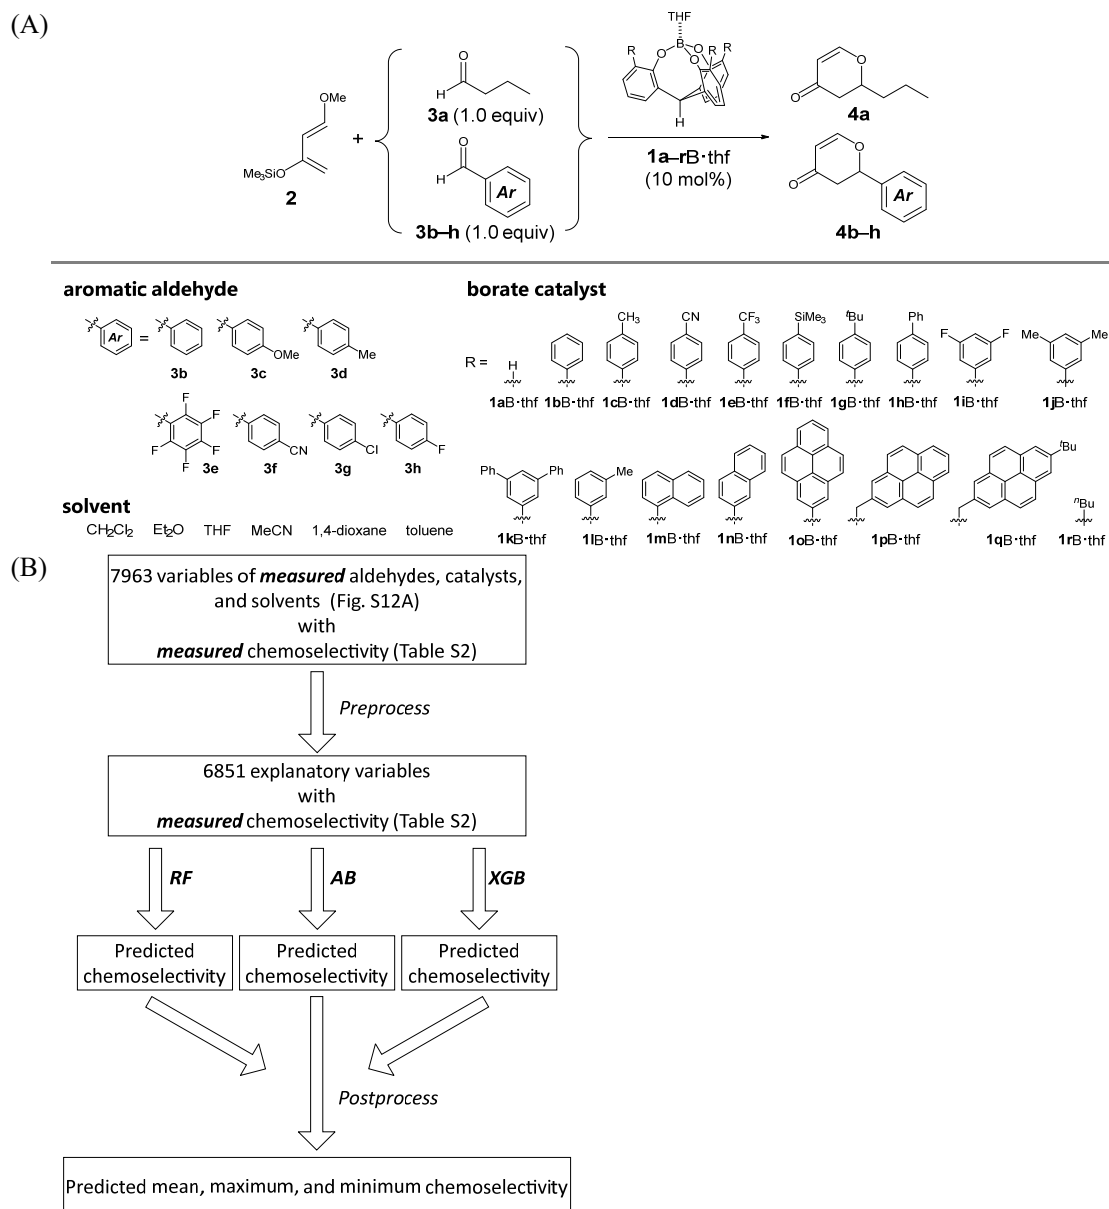 (A)
THF
B
R
O
R
O
R
O
H
OMe
Me3SiO
2
+
O
H
3a (1.0 equiv)
O
H
Ar
3b–h (1.0 equiv)
1a–rB·thf
(10 mol%)
O
O
4a
O
O
Ar
4b–h
aromatic aldehyde
Ar =
3b
OMe
3c
Me
3d
F
F
F
F
F
3e
CN
3f
Cl
3g
F
3h
solvent
CH2Cl2 Et2O THF MeCN 1,4-dioxane toluene
borate catalyst
R =
H
CH3
CN
CF3
SiMe3
tBu
Ph
F F
Me Me
1aB·thf 1bB·thf 1cB·thf 1dB·thf 1eB·thf 1fB·thf 1gB·thf 1hB·thf 1iB·thf 1jB·thf
Ph Ph
Me
tBu
nBu
1kB·thf 1lB·thf 1mB·thf 1nB·thf 1oB·thf 1pB·thf 1qB·thf 1rB·thf
(B)
7963 variables of measured aldehydes, catalysts,
and solvents (Fig. S12A)
with
measured chemoselectivity (Table S2)
Preprocess
6851 explanatory variables
with
measured chemoselectivity (Table S2)
RF
AB
XGB
Predicted
chemoselectivity
Predicted
chemoselectivity
Predicted
chemoselectivity
Postprocess
Predicted mean, maximum, and minimum chemoselectivity